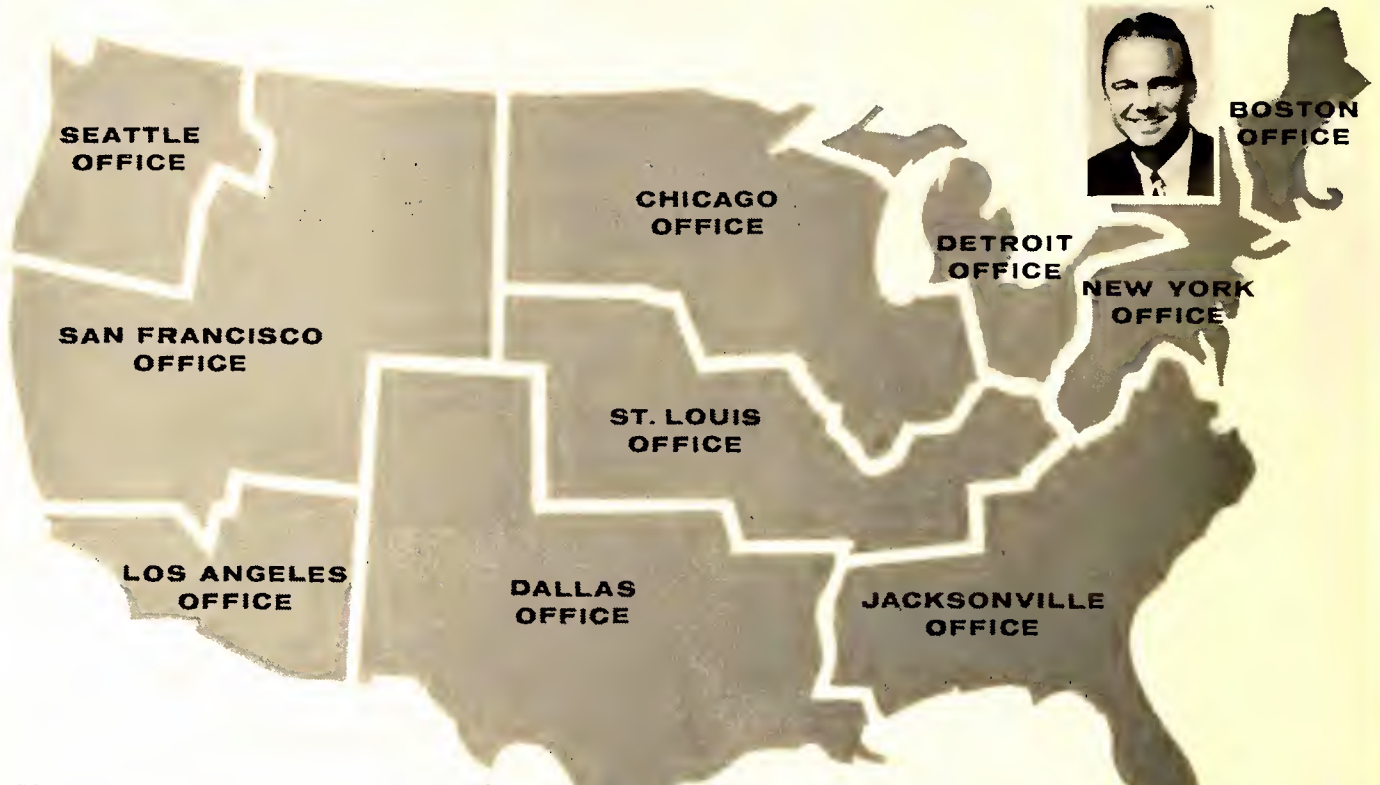 SEATTLE
OFFICE
SAN FRANCISCO
OFFICE
LOS ANGELES
OFFICE
CHICAGO
OFFICE
ST. LOUIS
OFFICE
DALLAS
OFFICE
DETROIT
OFFICE
NEW YORK
OFFICE
BOSTON
OFFICE
JACKSONVILLE
OFFICE